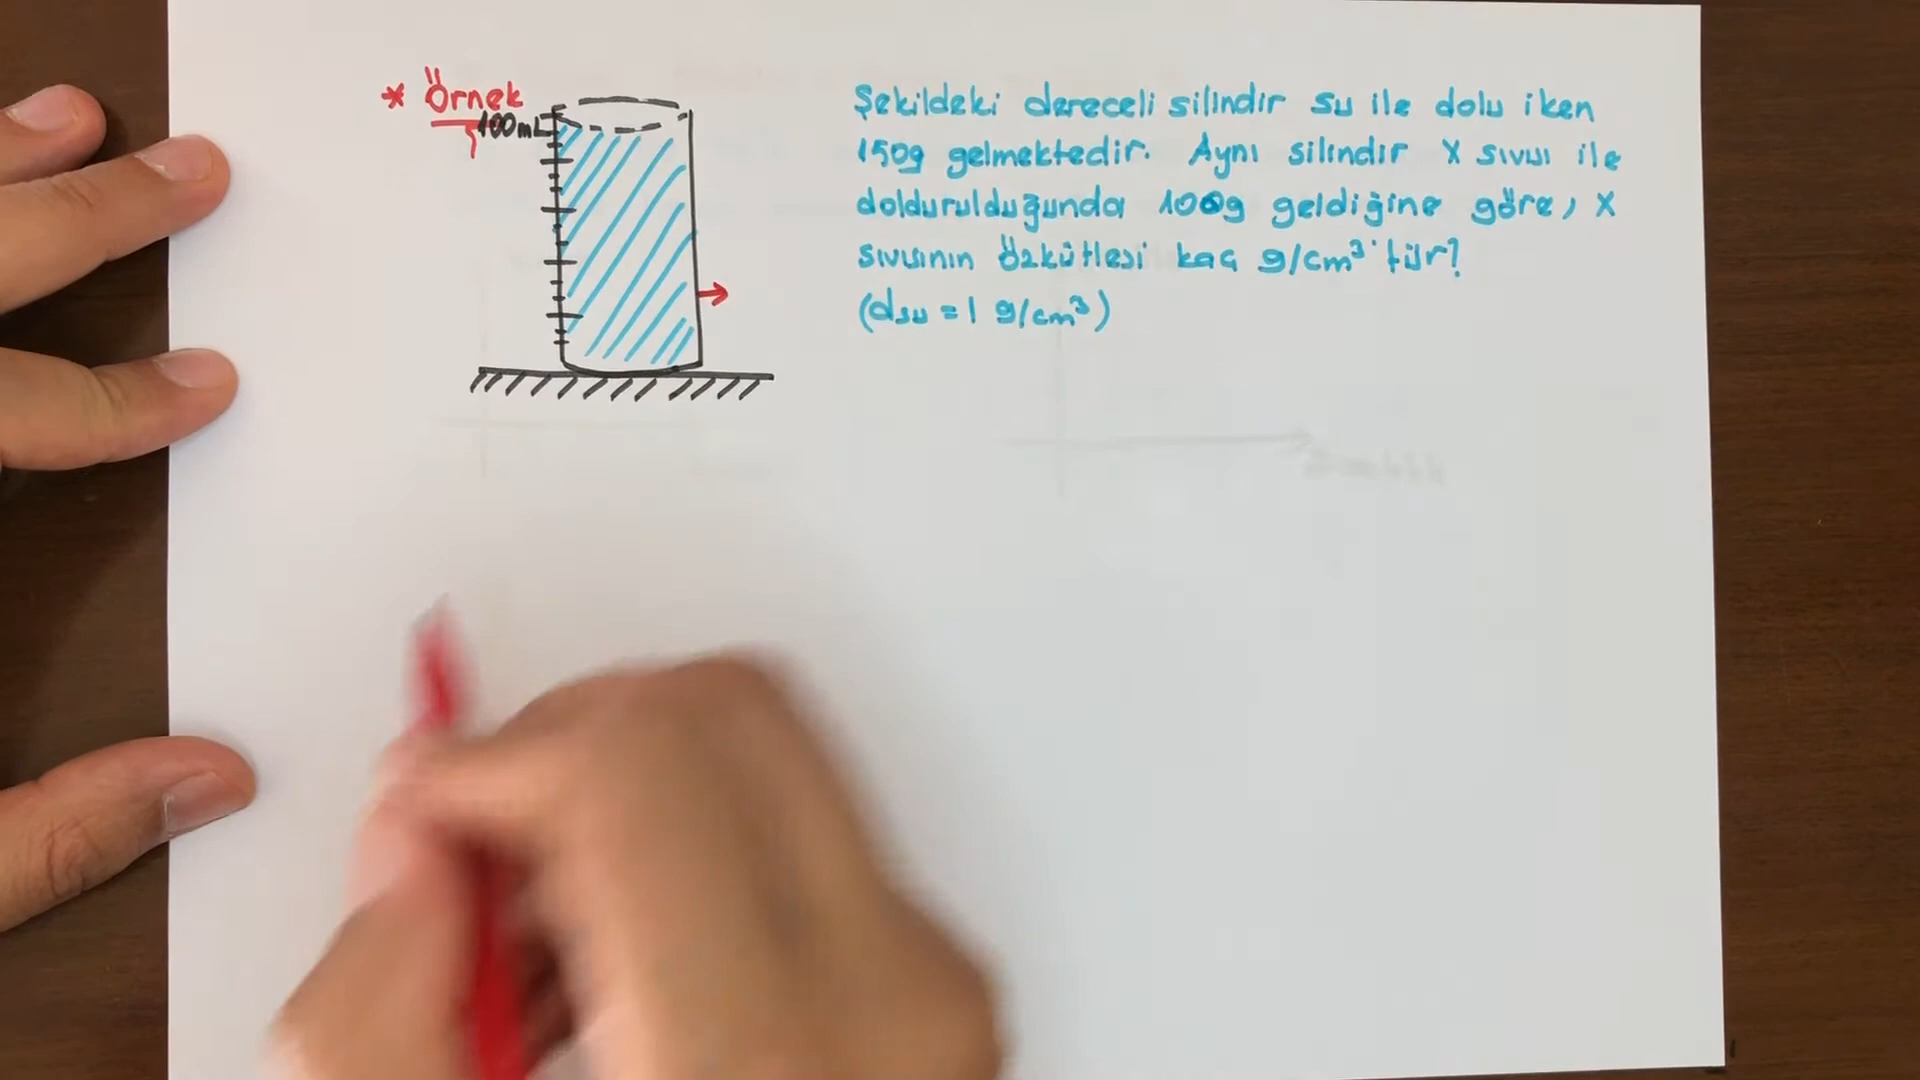 * Örnek
100mL
Şekildeki dereceli silindir su ile dolu iken
150g gelmektedir. Aynı silindir X sıvısı ile
doldurulduğunda 100g geldiğine göre, X
sıvısının özkütlesi kaç g/cm³'tür?
(dsu = 1 g/cm³)